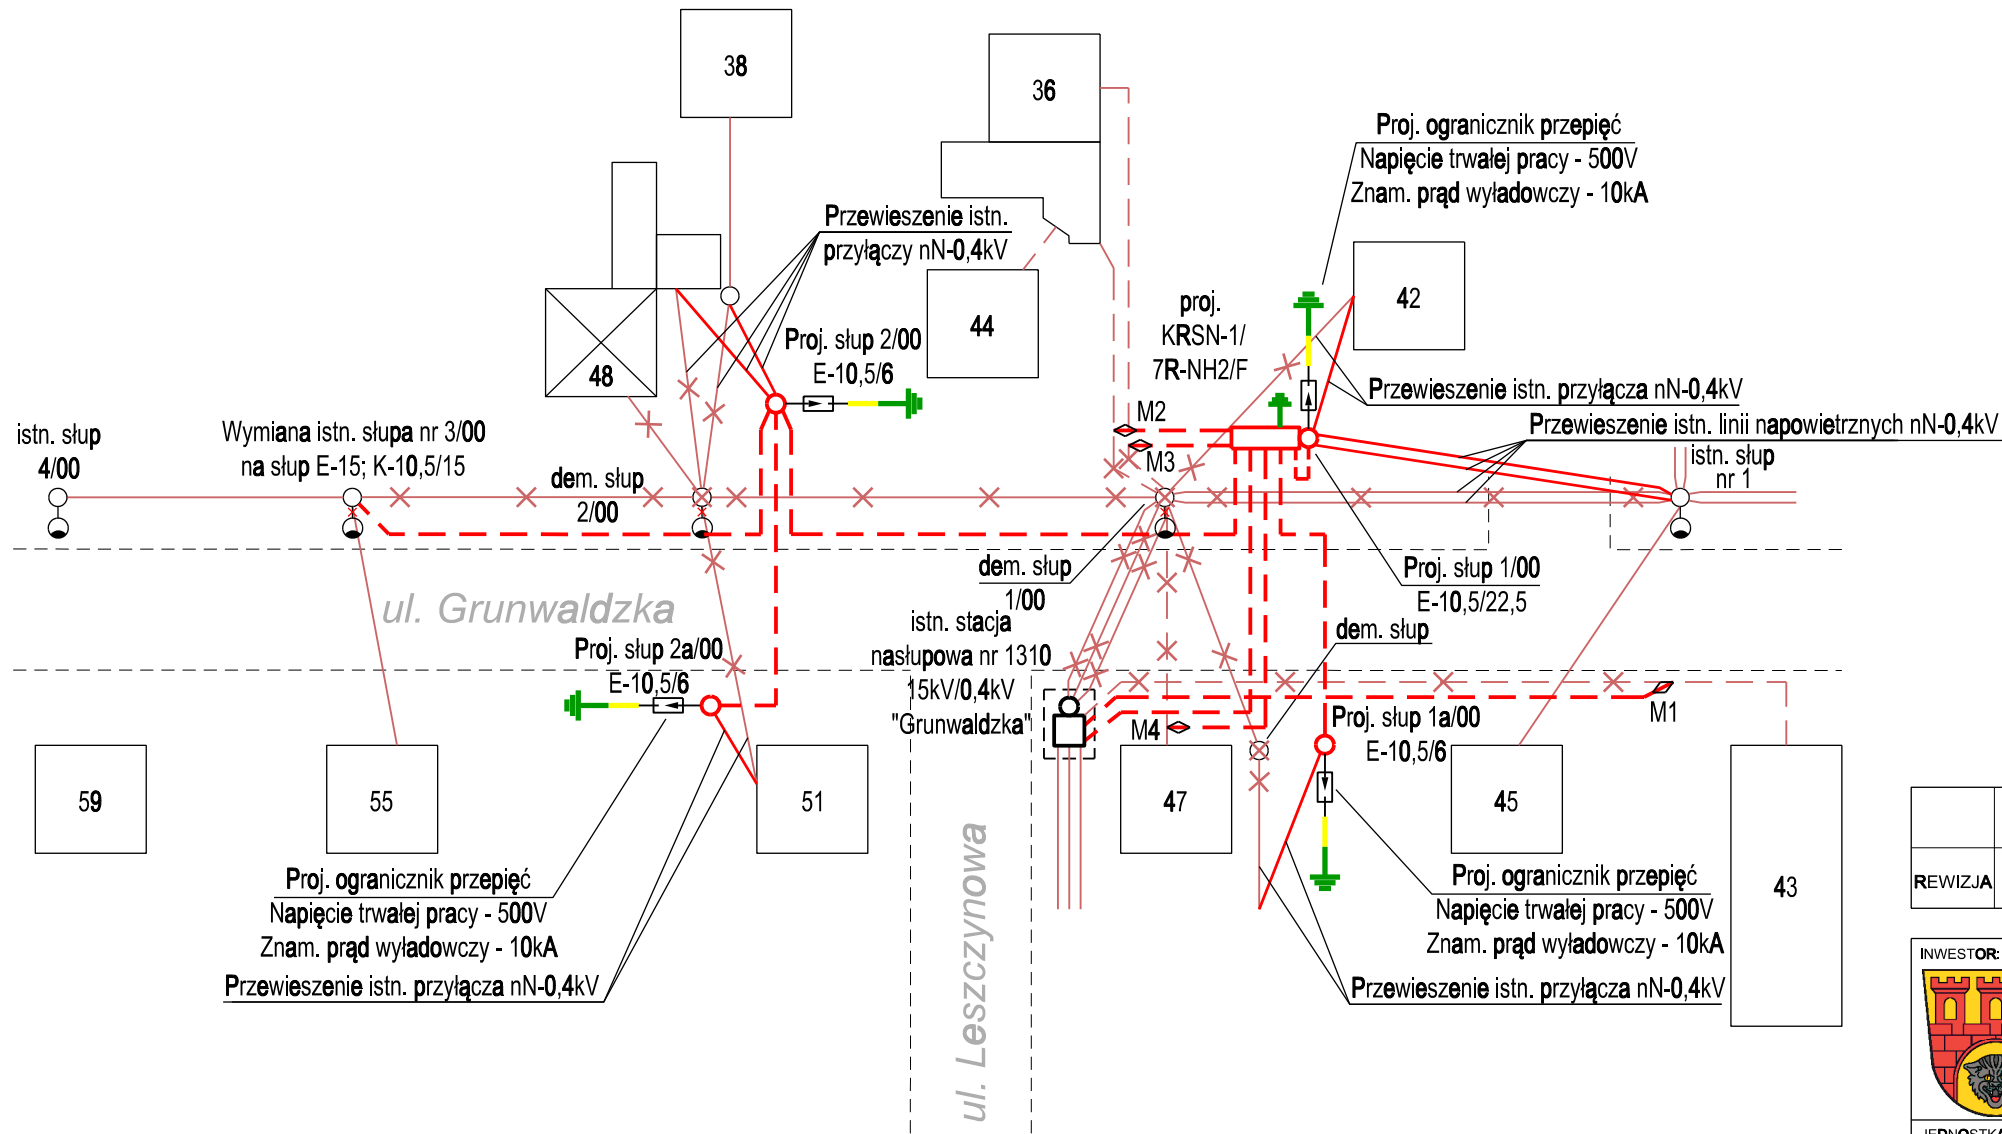 38
36
Proj. ogranicznik przepięć
Napięcie trwałej pracy - 500V
Znam. prąd wyładowczy - 10kA
Przewieszenie istn.
przyłączy nN-0,4kV
44
proj.
KRSN-1/
7R-NH2/F
42
Proj. słup 2/00
E-10,5/6
48
Przewieszenie istn. przyłącza nN-0,4kV
Przewieszenie istn. linii napowietrznych nN-0,4kV
M2
M3
istn. słup
4/00
Wymiana istn. słupa nr 3/00
na słup E-15; K-10,5/15
dem. słup
2/00
istn. słup
nr 1
dem. słup
1/00
Proj. słup 1/00
E-10,5/22,5
ul. Grunwaldzka
istn. stacja
nasłupowa nr 1310
15kV/0,4kV
"Grunwaldzka"
dem. słup
Proj. słup 2a/00
E-10,5/6
M4
Proj. słup 1a/00
E-10,5/6
M1
59
55
51
47
45
43
Proj. ogranicznik przepięć
Napięcie trwałej pracy - 500V
Znam. prąd wyładowczy - 10kA
Przewieszenie istn. przyłącza nN-0,4kV
ul. Leszczynowa
Proj. ogranicznik przepięć
Napięcie trwałej pracy - 500V
Znam. prąd wyładowczy - 10kA
Przewieszenie istn. przyłącza nN-0,4kV
REWIZJA
INWESTOR: